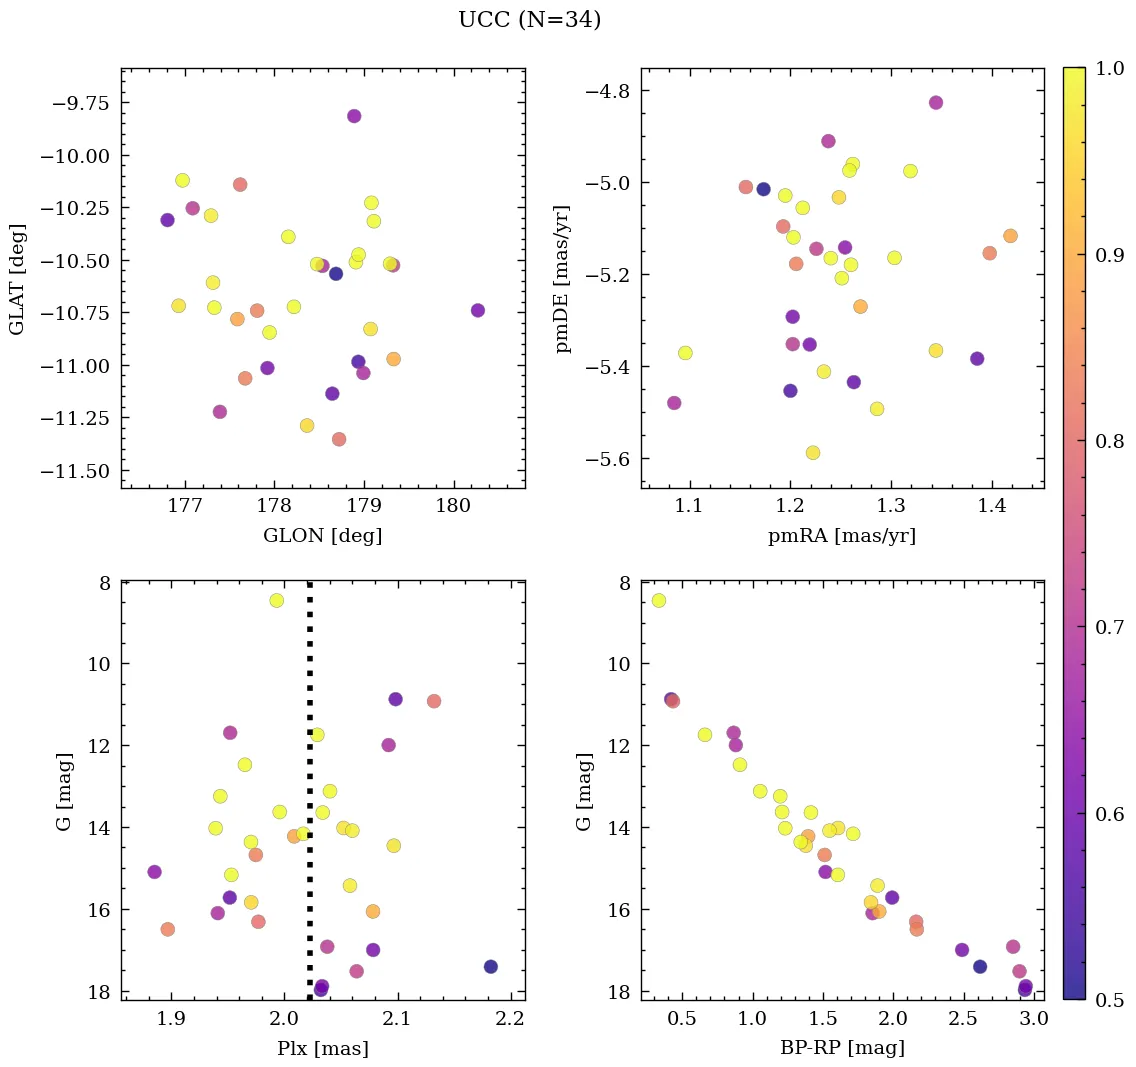 UCC (N=34)
−9.75
−10.00
−10.25
−10.50
−10.75
−11.00
−11.25
−11.50
GLAT [deg]
177 178 179 180
GLON [deg]
−4.8
−5.0
−5.2
−5.4
−5.6
pmDE [mas/yr]
1.1 1.2 1.3 1.4
pmRA [mas/yr]
8
10
12
14
16
18
G [mag]
1.9 2.0 2.1 2.2
Plx [mas]
8
10
12
14
16
18
G [mag]
0.5 1.0 1.5 2.0 2.5 3.0
BP-RP [mag]
1.0
0.9
0.8
0.7
0.6
0.5